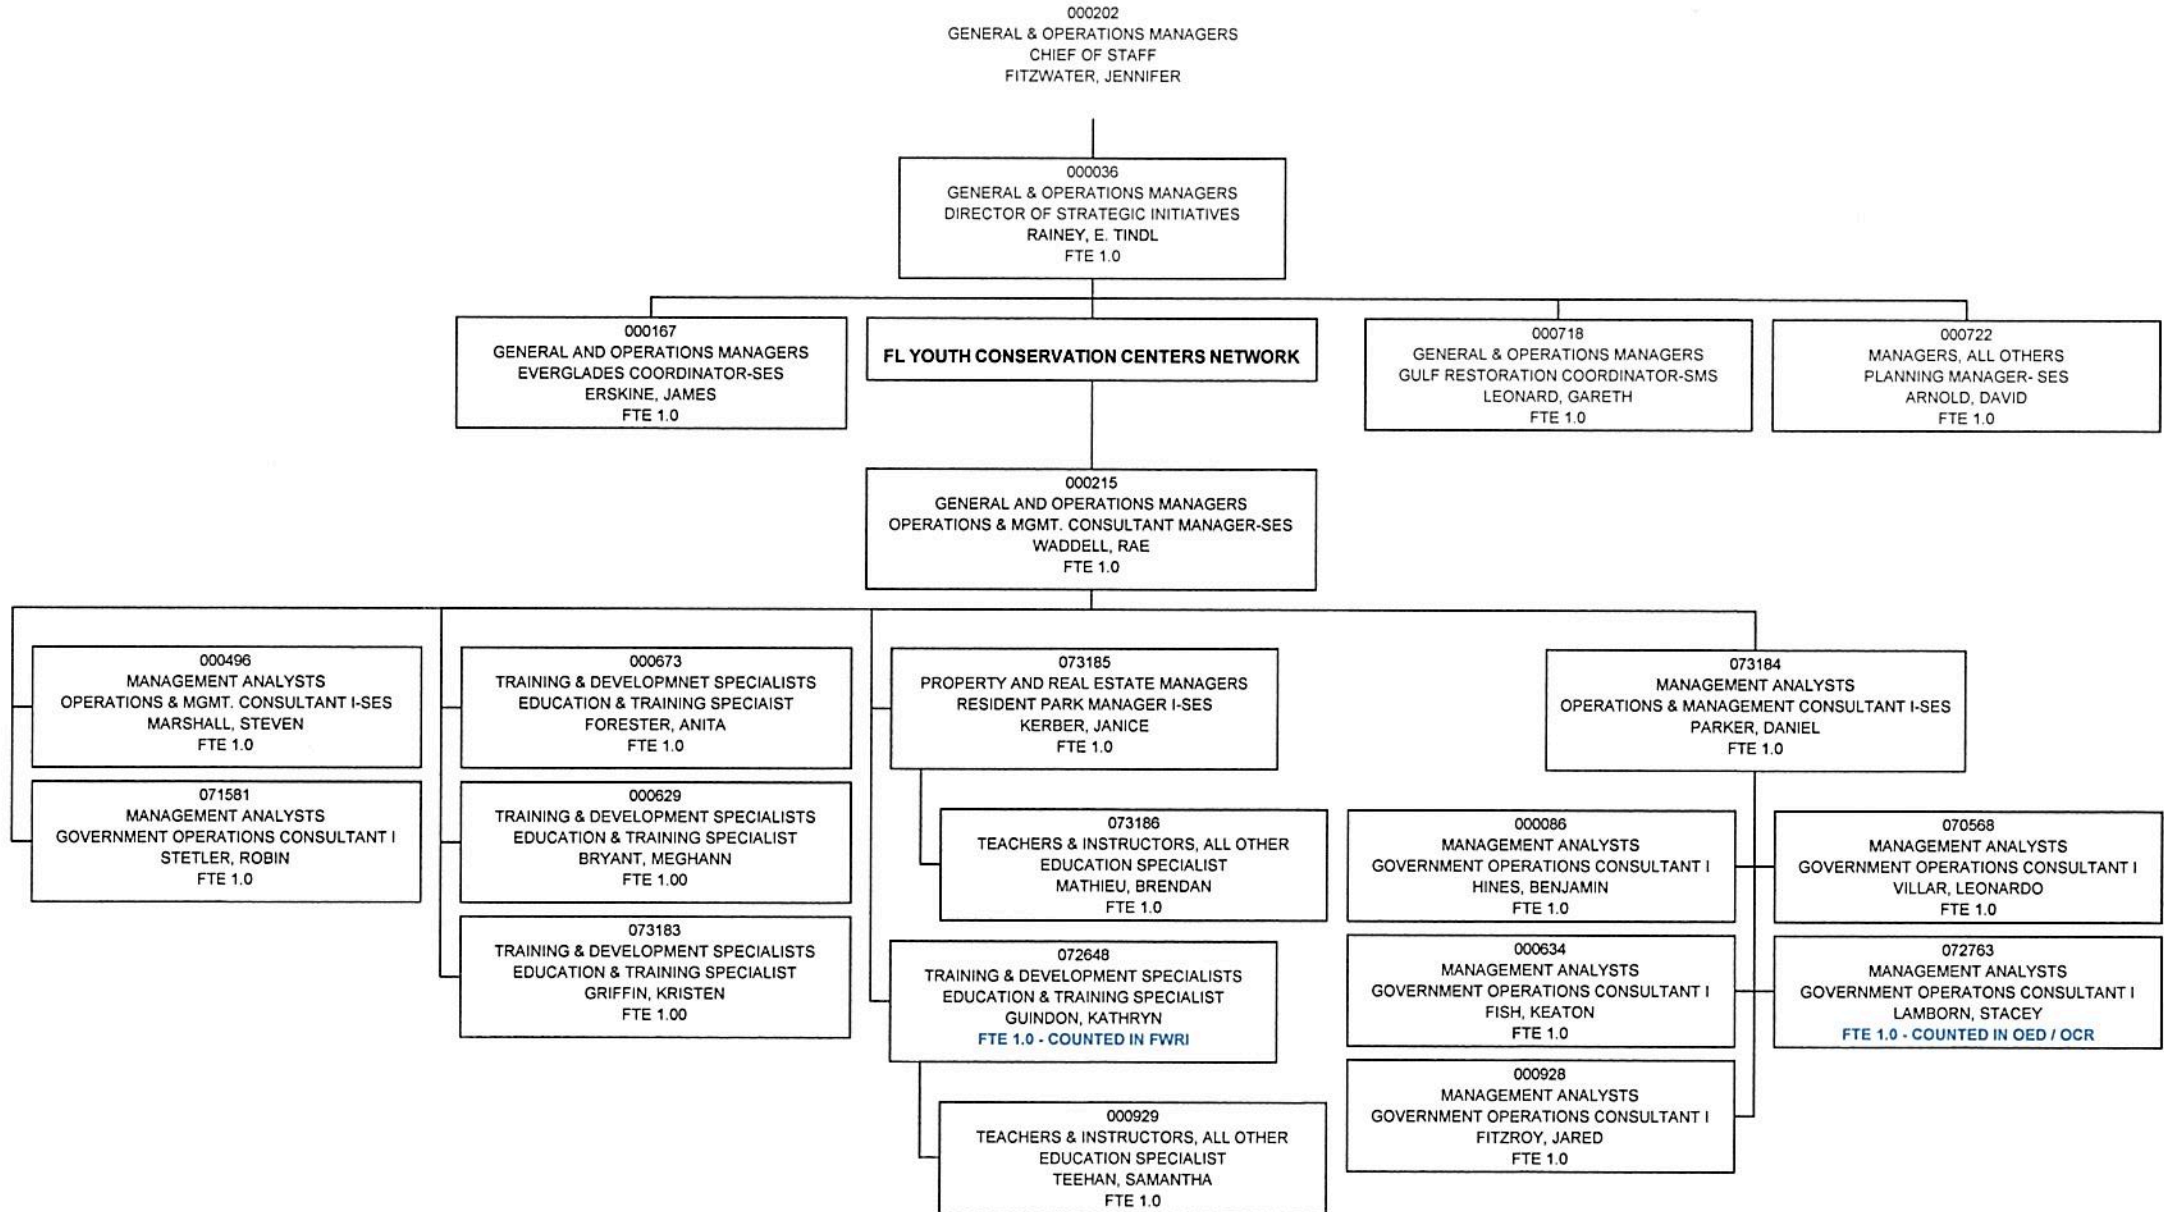 000202
GENERAL & OPERATIONS MANAGERS
CHIEF OF STAFF
FITZWATER, JENNIFER
000036
GENERAL & OPERATIONS MANAGERS
DIRECTOR OF STRATEGIC INITIATIVES
RAINEY, E. TINDL
FTE 1.0
000167
GENERAL AND OPERATIONS MANAGERS
EVERGLADES COORDINATOR-SES
ERSKINE, JAMES
FTE 1.0
FL YOUTH CONSERVATION CENTERS NETWORK
000718
GENERAL & OPERATIONS MANAGERS
GULF RESTORATION COORDINATOR-SMS
LEONARD, GARETH
FTE 1.0
000722
MANAGERS, ALL OTHERS
PLANNING MANAGER- SES
ARNOLD, DAVID
FTE 1.0
000215
GENERAL AND OPERATIONS MANAGERS
OPERATIONS & MGMT. CONSULTANT MANAGER-SES
WADDELL, RAE
FTE 1.0
000496
MANAGEMENT ANALYSTS
OPERATIONS & MGMT. CONSULTANT I-SES
MARSHALL, STEVEN
FTE 1.0
071581
MANAGEMENT ANALYSTS
GOVERNMENT OPERATIONS CONSULTANT I
STETLER, ROBIN
FTE 1.0
000673
TRAINING & DEVELOPMNET SPECIALISTS
EDUCATION & TRAINING SPECIAIST
FORESTER, ANITA
FTE 1.0
000629
TRAINING & DEVELOPMENT SPECIALISTS
EDUCATION & TRAINING SPECIALIST
BRYANT, MEGHANN
FTE 1.00
073183
TRAINING & DEVELOPMENT SPECIALISTS
EDUCATION & TRAINING SPECIALIST
GRIFFIN, KRISTEN
FTE 1.00
073185
PROPERTY AND REAL ESTATE MANAGERS
RESIDENT PARK MANAGER I-SES
KERBER, JANICE
FTE 1.0
073186
TEACHERS & INSTRUCTORS, ALL OTHER
EDUCATION SPECIALIST
MATHIEU, BRENDAN
FTE 1.0
072648
TRAINING & DEVELOPMENT SPECIALISTS
EDUCATION & TRAINING SPECIALIST
GUINDON, KATHRYN
FTE 1.0 - COUNTED IN FWRI
000929
TEACHERS & INSTRUCTORS, ALL OTHER
EDUCATION SPECIALIST
TEEHAN, SAMANTHA
FTE 1.0
073184
MANAGEMENT ANALYSTS
OPERATIONS & MANAGEMENT CONSULTANT I-SES
PARKER, DANIEL
FTE 1.0
000086
MANAGEMENT ANALYSTS
GOVERNMENT OPERATIONS CONSULTANT I
HINES, BENJAMIN
FTE 1.0
070568
MANAGEMENT ANALYSTS
GOVERNMENT OPERATIONS CONSULTANT I
VILLAR, LEONARDO
FTE 1.0
000634
MANAGEMENT ANALYSTS
GOVERNMENT OPERATIONS CONSULTANT I
FISH, KEATON
FTE 1.0
072763
MANAGEMENT ANALYSTS
GOVERNMENT OPERATONS CONSULTANT I
LAMBORN, STACEY
FTE 1.0 - COUNTED IN OED / OCR
000928
MANAGEMENT ANALYSTS
GOVERNMENT OPERATIONS CONSULTANT I
FITZROY, JARED
FTE 1.0